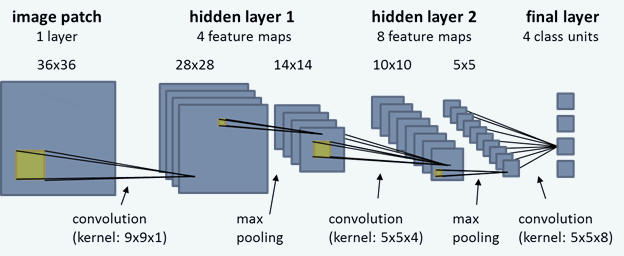 image patch
1 layer
36x36
hidden layer 1
4 feature maps
28x28
14x14
hidden layer 2
8 feature maps
10x10
5x5
final layer
4 class units
convolution
(kernel: 9x9x1)
max
pooling
convolution
(kernel: 5x5x4)
max
pooling
convolution
(kernel: 5x5x8)